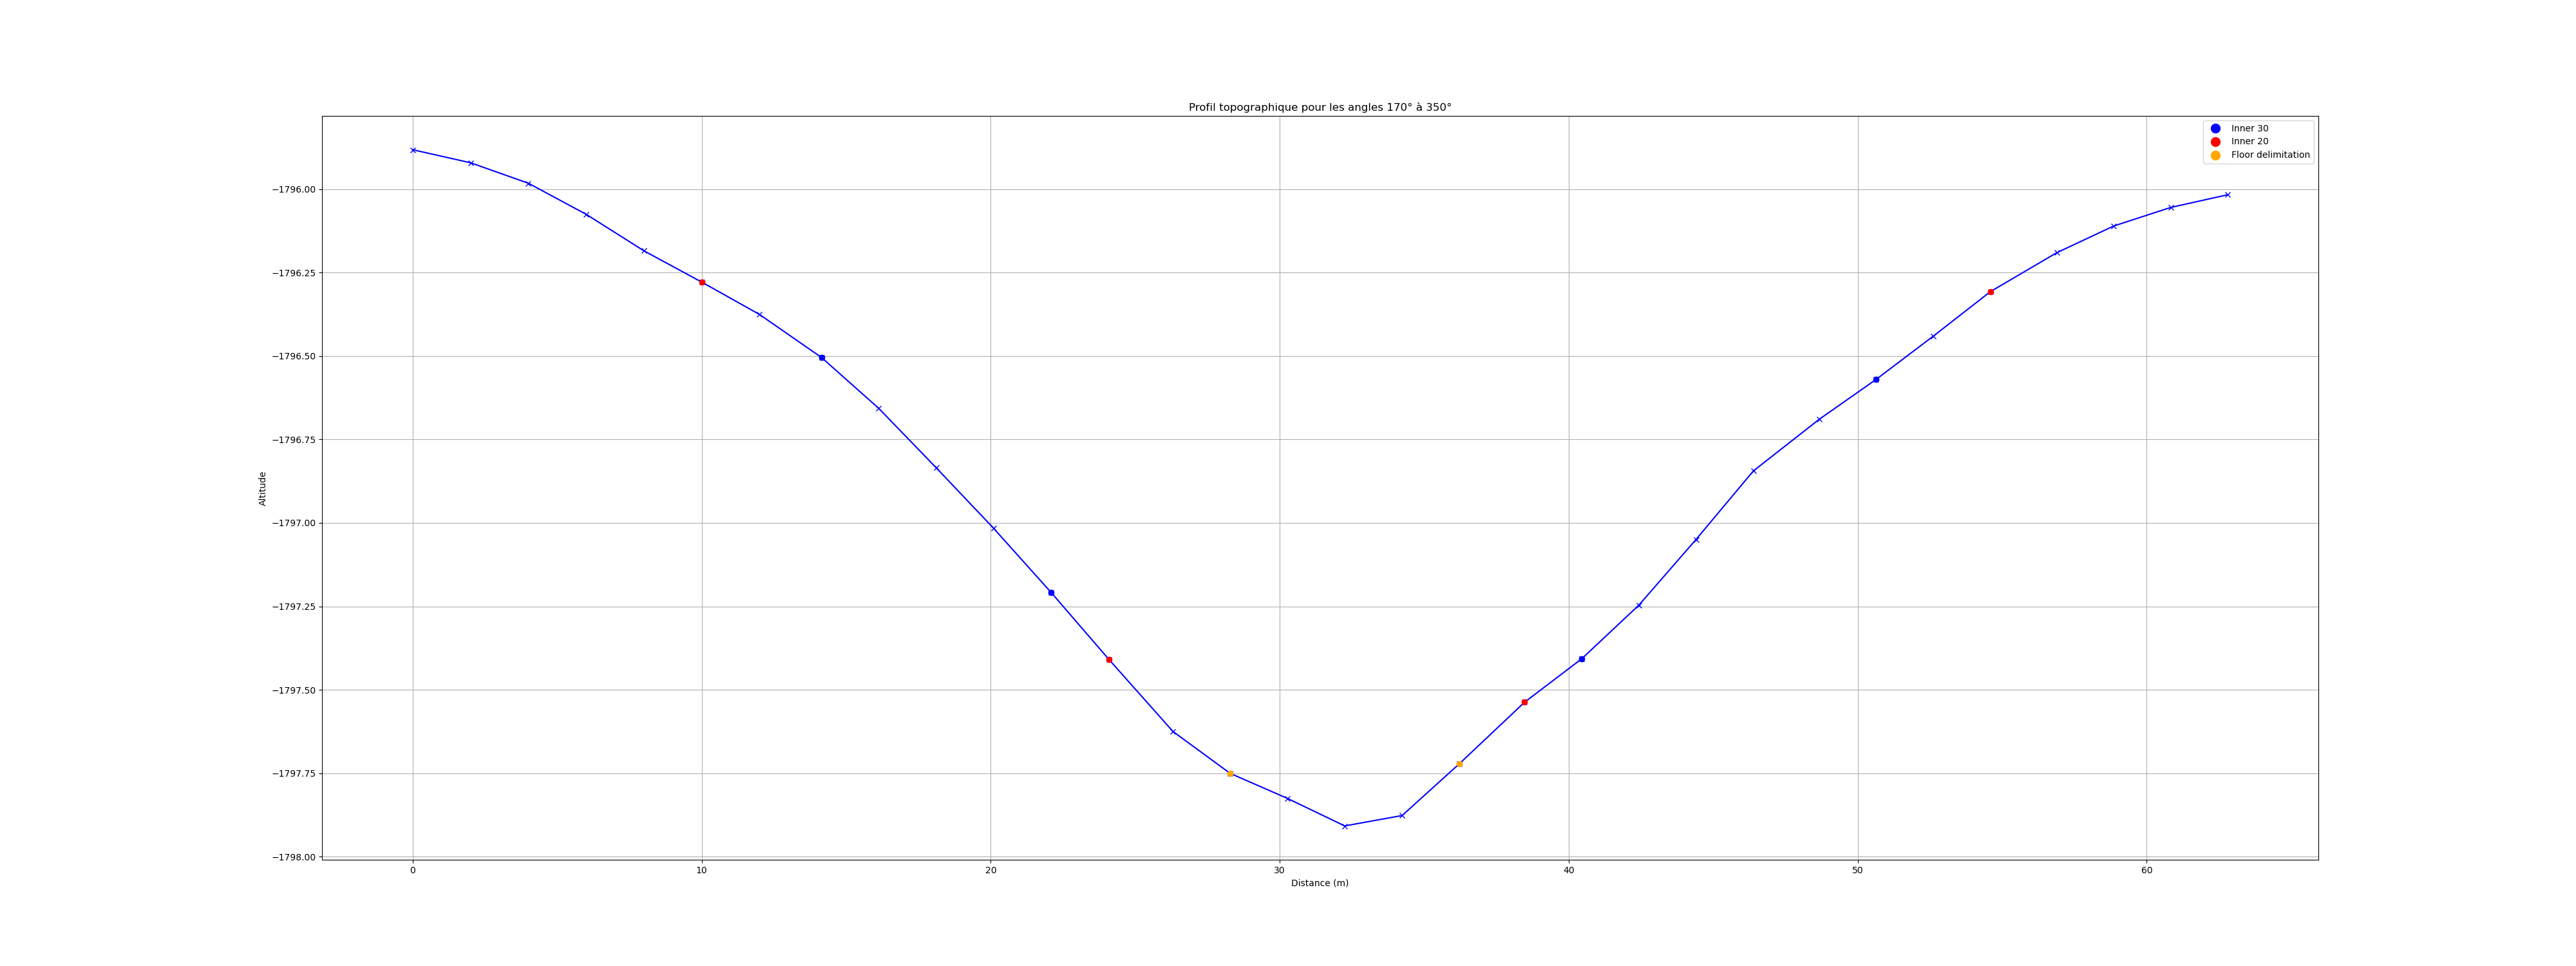 Profil topographique pour les angles 170° à 350°
Inner 30
Inner 20
Floor delimitation
−1796.00
−1796.25
−1796.50
−1796.75
−1797.00
−1797.25
−1797.50
−1797.75
−1798.00
Altitude
0 10 20 30 40 50 60
Distance (m)